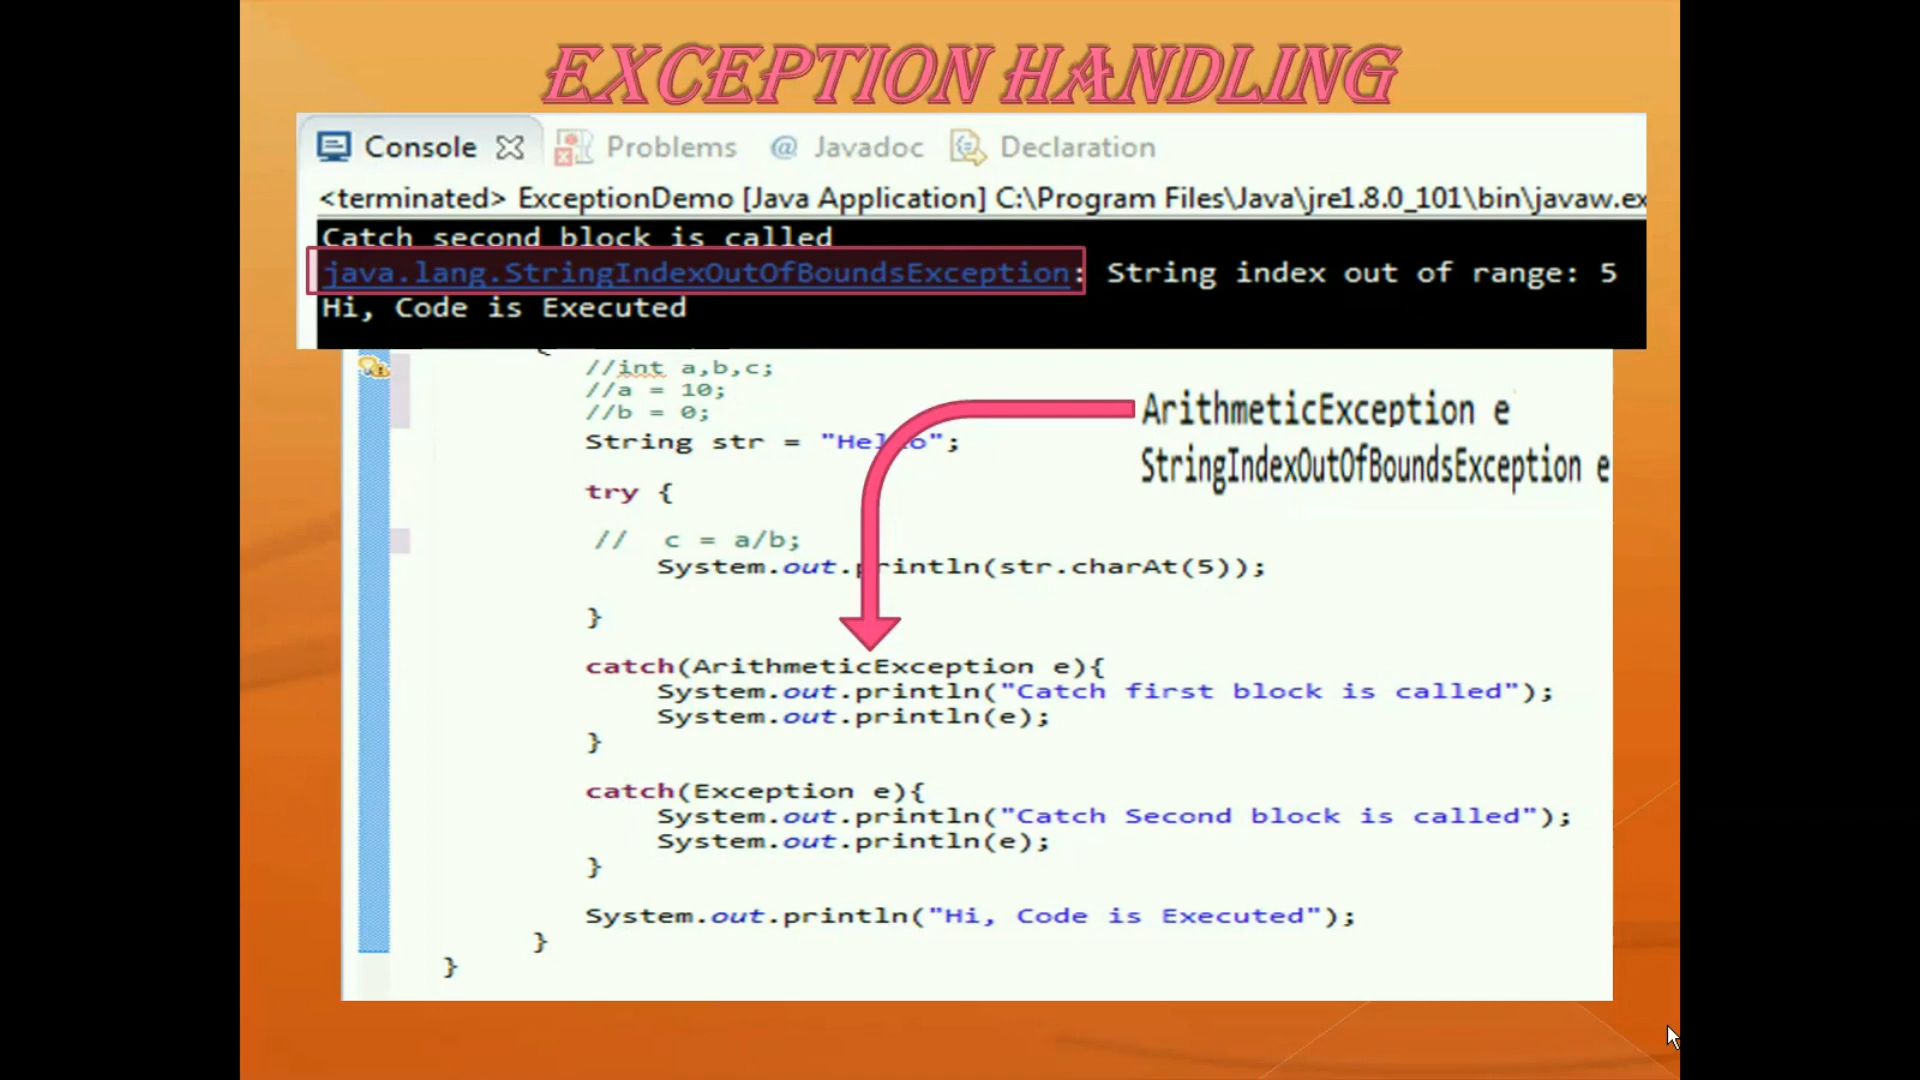 EXCEPTION HANDLING
Console Problems @ Javadoc Declaration
<terminated> ExceptionDemo [Java Application] C:\Program Files\Java\jre1.8.0_101\bin\javaw.ex
Catch second block is called
java.lang.StringIndexOutOfBoundsException: String index out of range: 5
Hi, Code is Executed
{
//int a,b,c;
//a = 10;
//b = 0;
ArithmeticException e
String str = "Hello";
StringIndexOutOfBoundsException e
try {
// c = a/b;
System.out.println(str.charAt(5));
}
catch(ArithmeticException e){
System.out.println("Catch first block is called");
System.out.println(e);
}
catch(Exception e){
System.out.println("Catch Second block is called");
System.out.println(e);
}
System.out.println("Hi, Code is Executed");
}
}